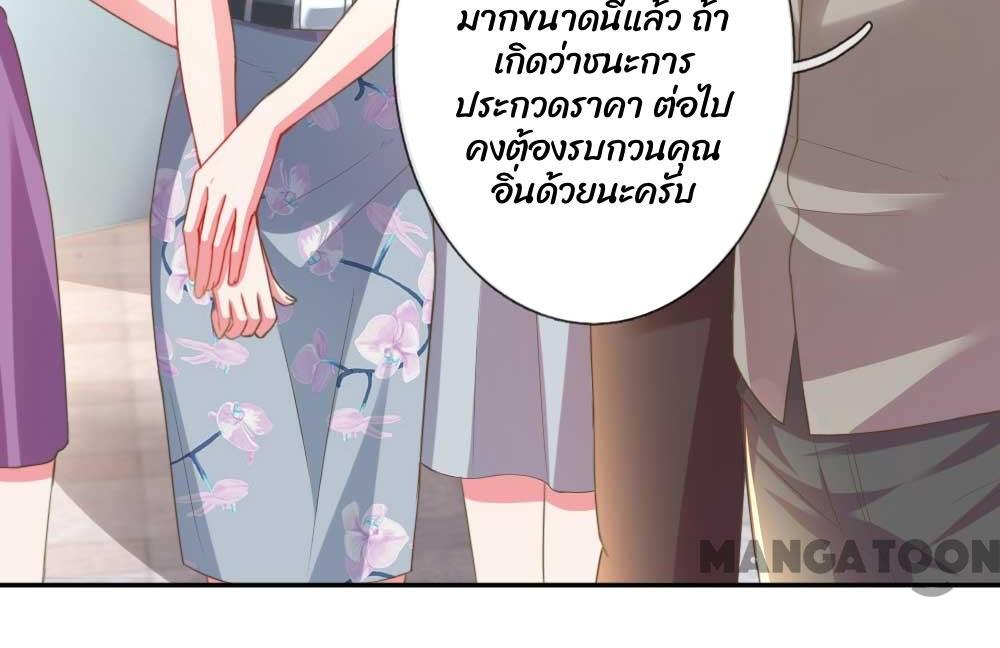 มากขนาดนี้แล้ว ถ้า
เกิดว่าชนะการ
ประกวดราคา ต่อไป
คงต้องรบกวนคุณ
อิ่นด้วยนะครับ
MANGATOON